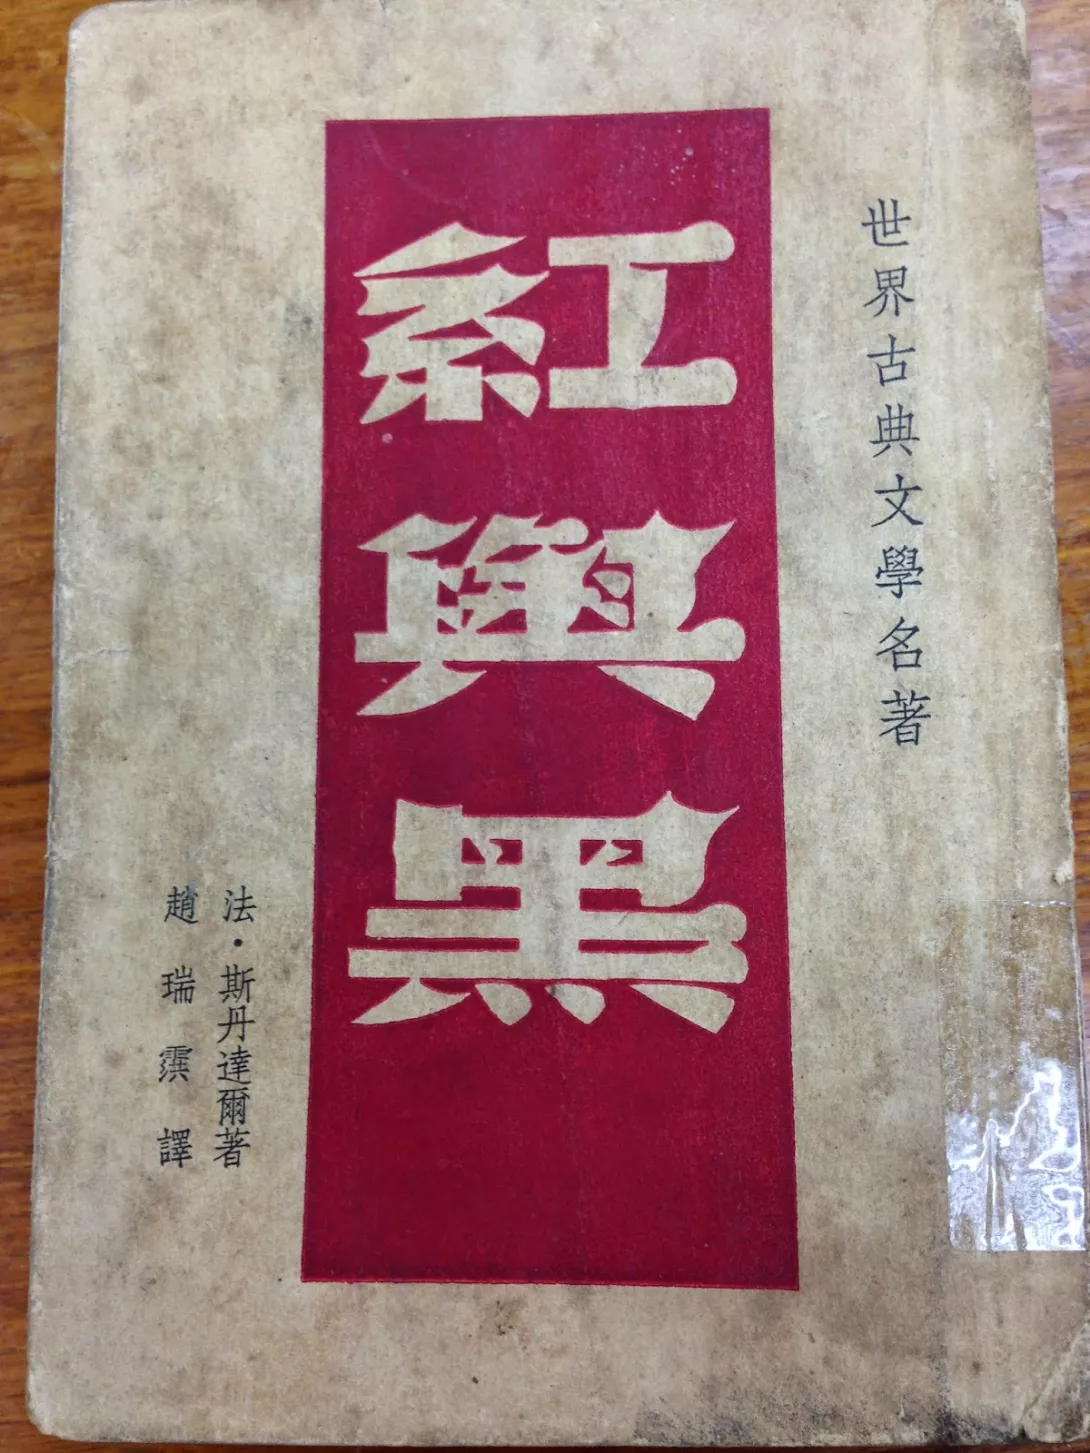 世界古典文學名著
紅與黑
法·斯丹達爾著
趙瑞霟譯